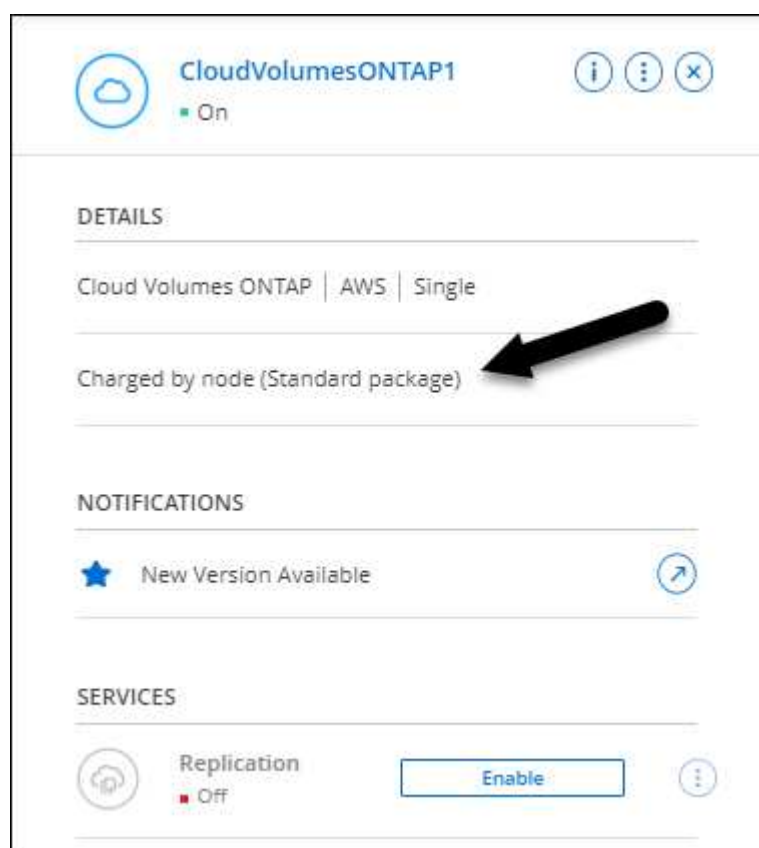 CloudVolumesONTAP1
On
DETAILS
Cloud Volumes ONTAP | AWS | Single
Charged by node (Standard package)
NOTIFICATIONS
New Version Available
SERVICES
Replication
Enable
Off